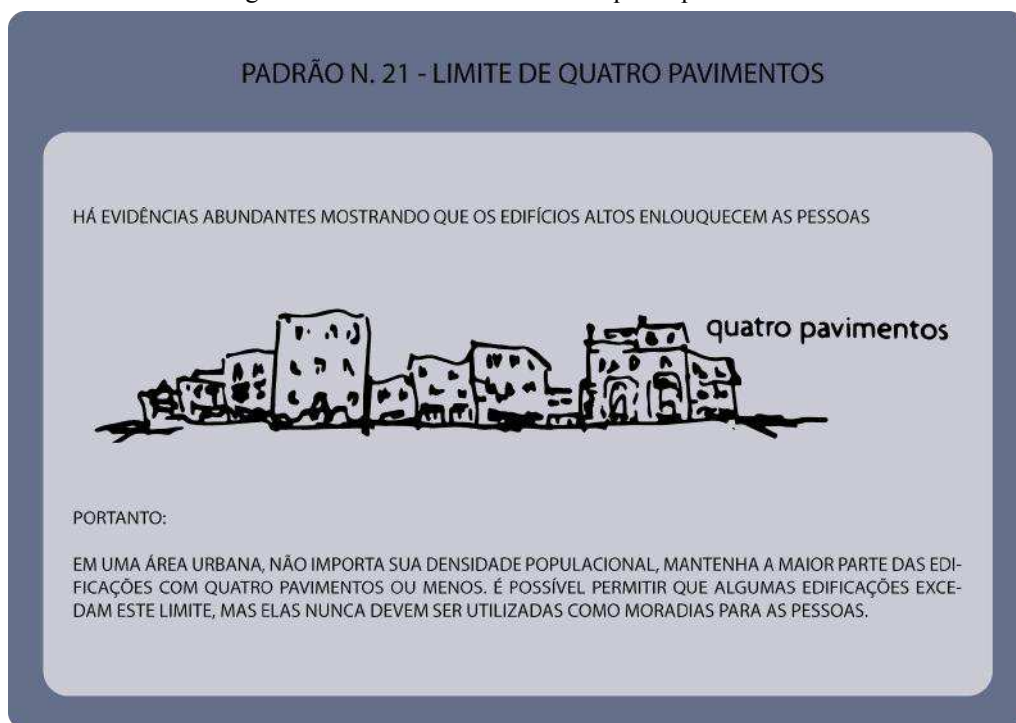 PADRÃO N. 21 - LIMITE DE QUATRO PAVIMENTOS
HÁ EVIDÊNCIAS ABUNDANTES MOSTRANDO QUE OS EDIFÍCIOS ALTOS ENLOUQUECEM AS PESSOAS
quatro pavimentos
PORTANTO:
EM UMA ÁREA URBANA, NÃO IMPORTA SUA DENSIDADE POPULACIONAL, MANTENHA A MAIOR PARTE DAS EDI-
FICAÇÕES COM QUATRO PAVIMENTOS OU MENOS. É POSSÍVEL PERMITIR QUE ALGUMAS EDIFICAÇÕES EXCE-
DAM ESTE LIMITE, MAS ELAS NUNCA DEVEM SER UTILIZADAS COMO MORADIAS PARA AS PESSOAS.